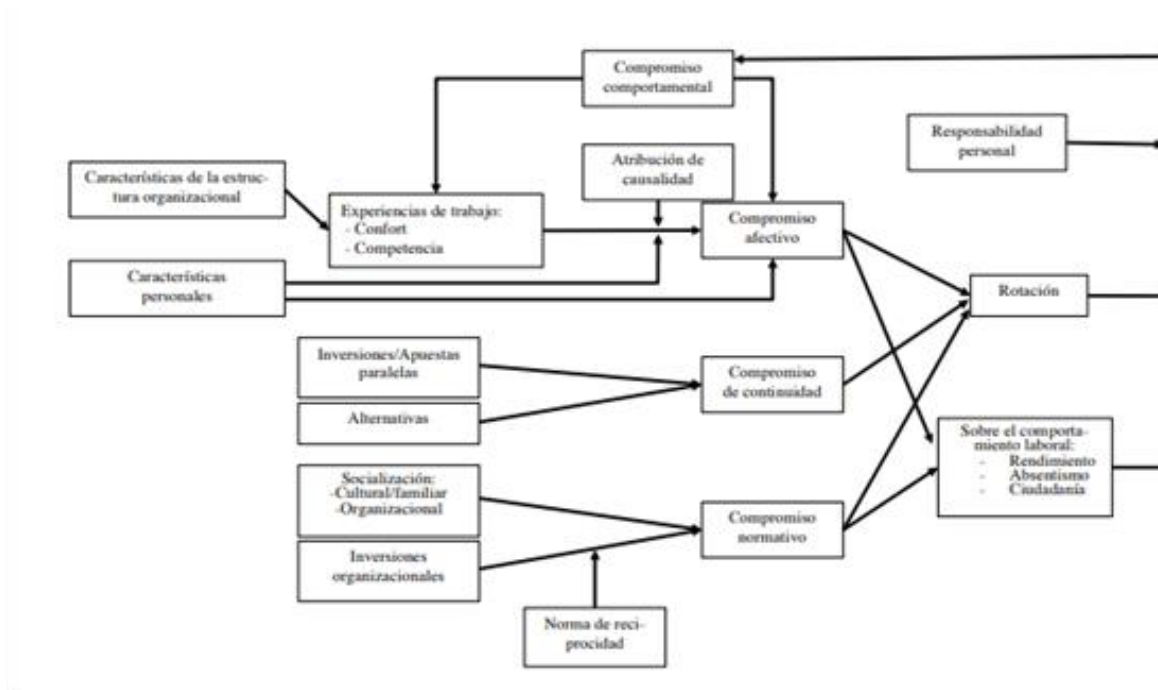 Compromiso
comportamental
Responsabilidad
personal
Atribución de
causalidad
Características de la estruc-
tura organizacional
Experiencias de trabajo:
- Confort
- Competencia
Compromiso
afectivo
Características
personales
Rotación
Inversiones/Apuestas
paralelas
Compromiso
de continuidad
Alternativas
Sobre el comporta-
miento laboral:
- Rendimiento
- Absentismo
- Ciudadanía
Socialización:
-Cultural/familiar
-Organizacional
Compromiso
normativo
Inversiones
organizacionales
Norma de reci-
procidad